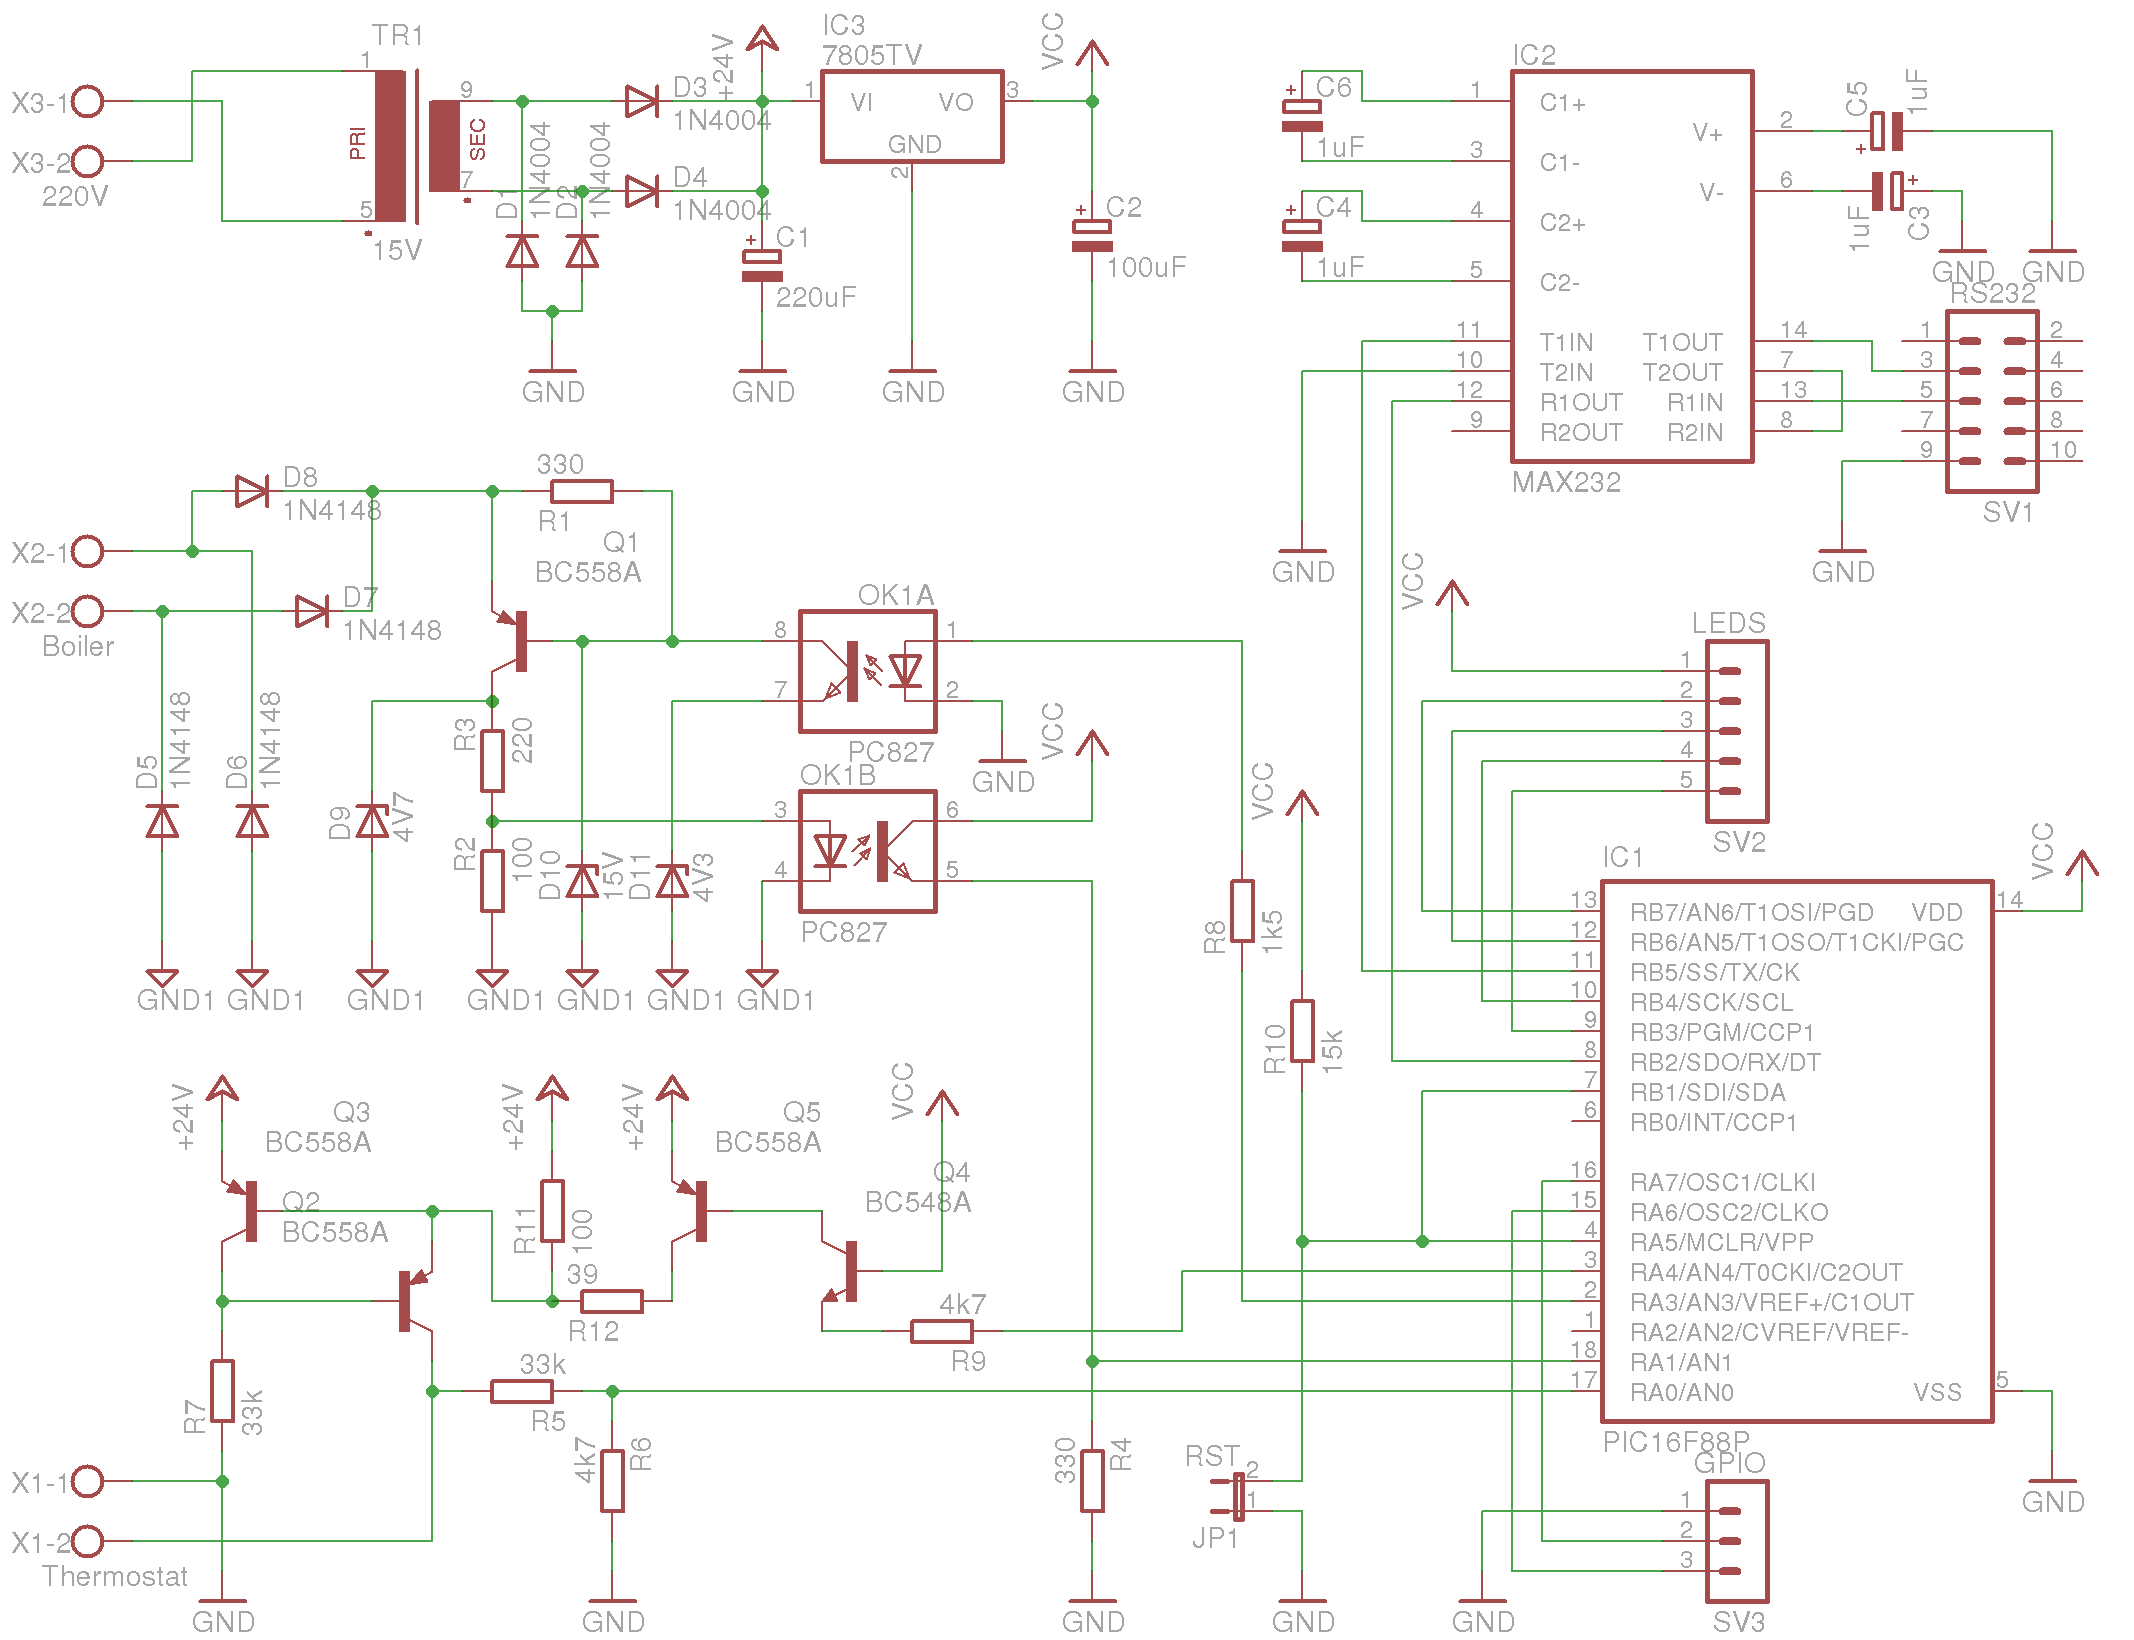 TR1
1
9
PRI
SEC
5
7
15V
X3-1
X3-2
220V
D1
1N4004
D2
1N4004
D3
1N4004
D4
1N4004
+24V
+
C1
220uF
IC3
7805TV
1
VI
VO
3
GND
2
VCC
+
C2
100uF
GND
GND
GND
GND
+
C6
1uF
+
C4
1uF
IC2
1
C1+
3
C1-
4
C2+
5
C2-
11
T1IN
10
T2IN
12
R1OUT
9
R2OUT
V+
2
V-
6
T1OUT
14
T2OUT
7
R1IN
13
R2IN
8
MAX232
C5
1uF
+
1uF
C3
+
GND
GND
RS232
1
2
3
4
5
6
7
8
9
10
SV1
GND
GND
D8
1N4148
X2-1
X2-2
Boiler
D7
1N4148
330
R1
Q1
BC558A
D5
1N4148
D6
1N4148
D9
4V7
R3
220
R2
100
D10
15V
D11
4V3
OK1A
8
1
7
2
PC827
GND
VCC
OK1B
3
6
4
5
PC827
GND1
GND1
GND1
GND1
GND1
GND1
GND1
VCC
LEDS
1
2
3
4
5
SV2
R8
1k5
VCC
R10
15k
VCC
IC1
13
RB7/AN6/T1OSI/PGD
VDD
14
12
RB6/AN5/T1OSO/T1CKI/PGC
11
RB5/SS/TX/CK
10
RB4/SCK/SCL
9
RB3/PGM/CCP1
8
RB2/SDO/RX/DT
7
RB1/SDI/SDA
6
RB0/INT/CCP1
16
RA7/OSC1/CLKI
15
RA6/OSC2/CLKO
4
RA5/MCLR/VPP
3
RA4/AN4/T0CKI/C2OUT
2
RA3/AN3/VREF+/C1OUT
1
RA2/AN2/CVREF/VREF-
18
RA1/AN1
17
RA0/AN0
VSS
5
PIC16F88P
GND
+24V
Q3
BC558A
Q2
BC558A
+24V
R11
100
39
R12
+24V
Q5
BC558A
VCC
Q4
BC548A
4k7
R9
R7
33k
33k
R5
4k7
R6
330
R4
X1-1
X1-2
Thermostat
GND
GND
GND
RST
2
1
JP1
GND
GPIO
1
2
3
SV3
GND